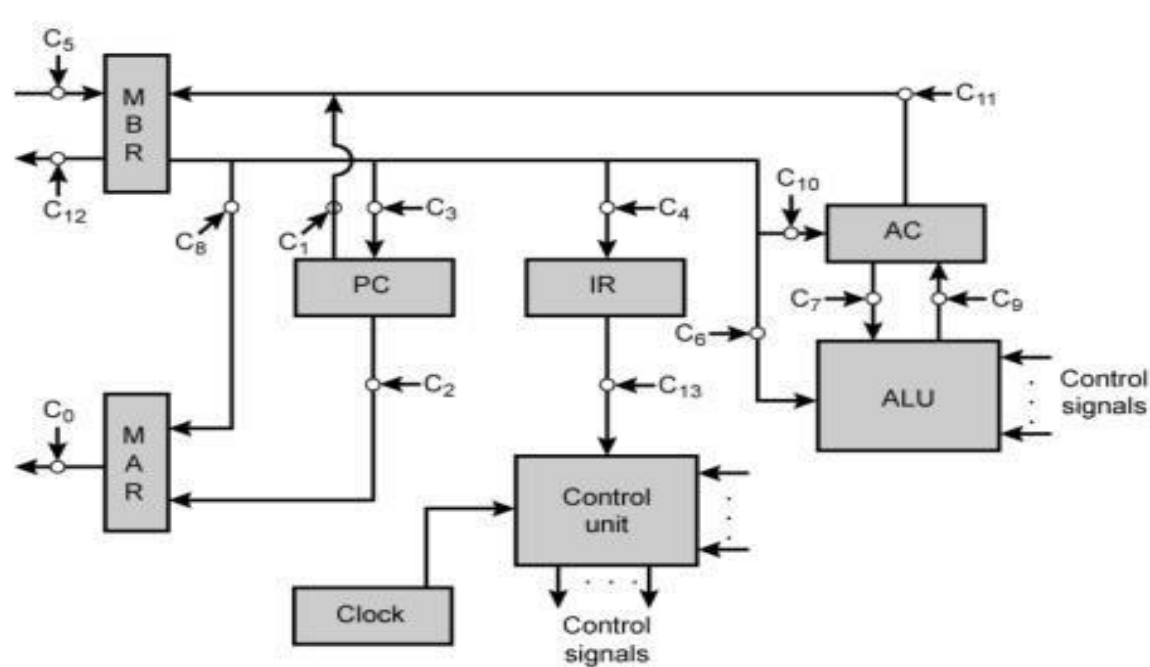 C5
M
B
R
C11
C12
C8
C1
C3
C4
C10
AC
PC
IR
C7
C9
C6
C2
C13
ALU
Control
signals
C0
M
A
R
Control
unit
Clock
Control
signals